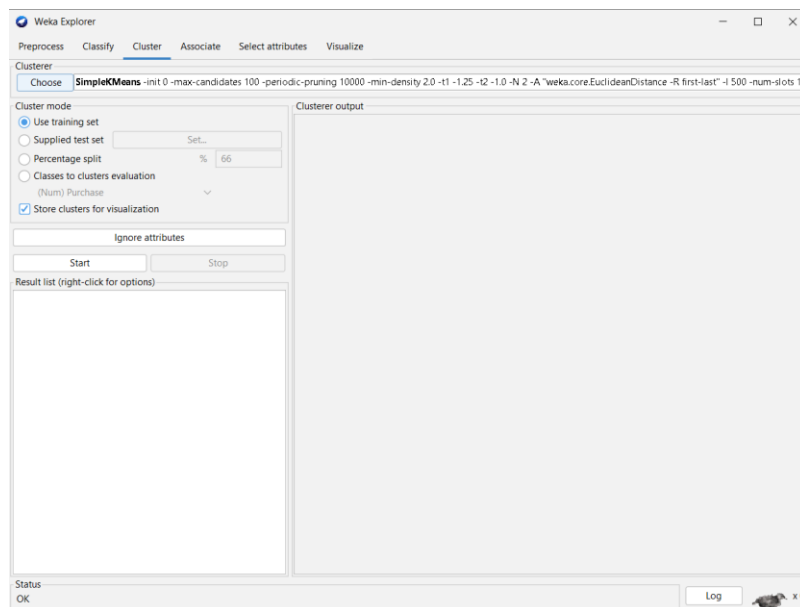 Weka Explorer
Preprocess Classify Cluster Associate Select attributes Visualize
Clusterer
Choose SimpleKMeans -init 0 -max-candidates 100 -periodic-pruning 10000 -min-density 2.0 -t1 -1.25 -t2 -1.0 -N 2 -A "weka.core.EuclideanDistance -R first-last" -I 500 -num-slots 1
Cluster mode
Use training set
Supplied test set Set...
Percentage split % 66
Classes to clusters evaluation
(Num) Purchase
Store clusters for visualization
Ignore attributes
Start Stop
Result list (right-click for options)
Clusterer output
Status
OK
Log x